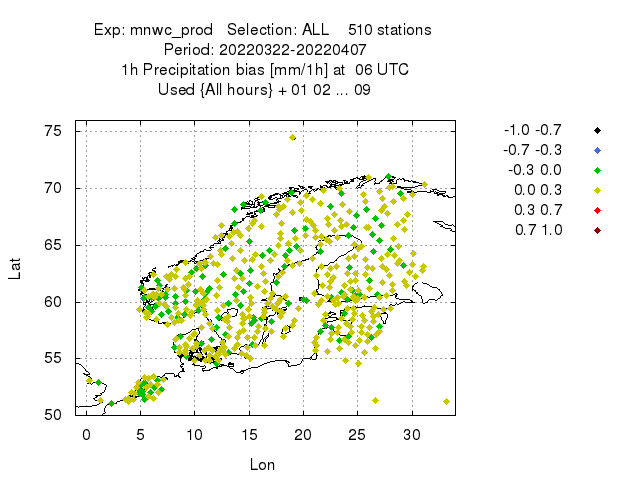 Exp: mnwc_prod   Selection: ALL    510 stations
Period: 20220322-20220407
1h Precipitation bias [mm/1h] at  06 UTC
Used {All hours} + 01 02 ... 09
-1.0 -0.7
-0.7 -0.3
-0.3 0.0
0.0 0.3
0.3 0.7
0.7 1.0
75
70
65
60
55
50
Lat
0 5 10 15 20 25 30
Lon